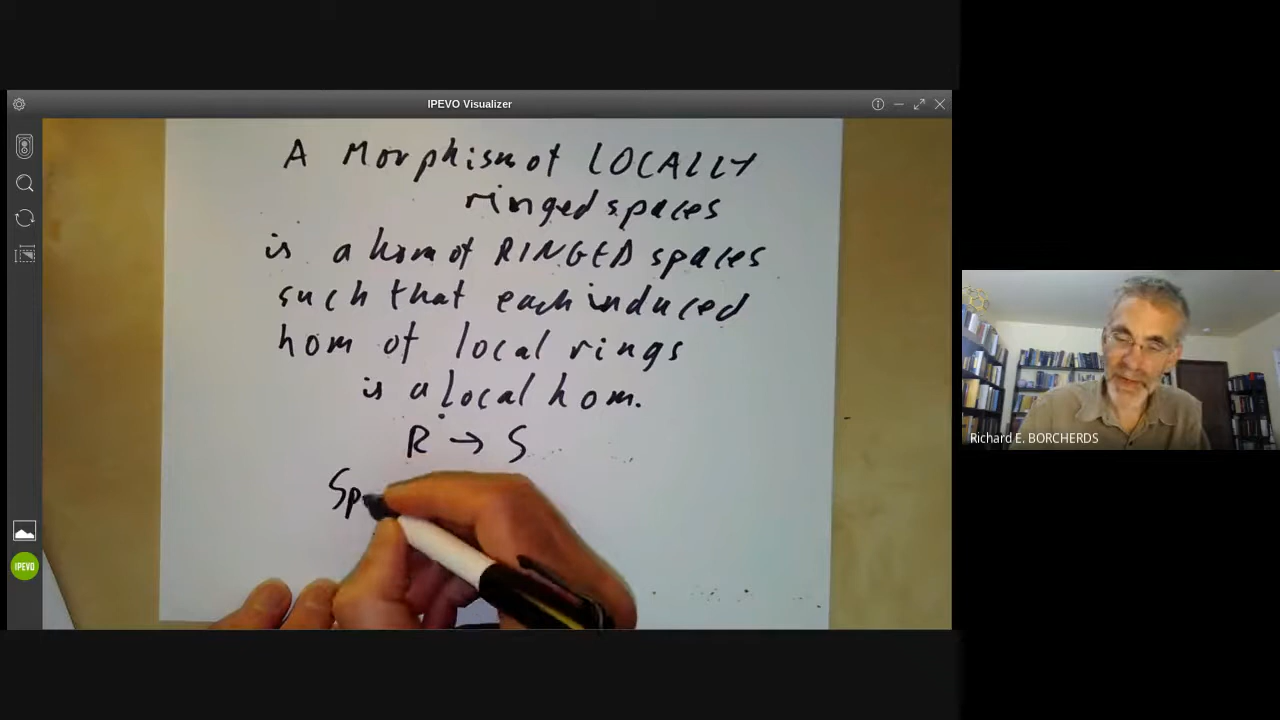 IPEVO Visualizer
A Morphism of LOCALLY
ringed spaces
is a hom of RINGED spaces
such that each induced
hom of local rings
is a local hom.
R → S
Sp
Richard E. BORCHERDS
IPEVO